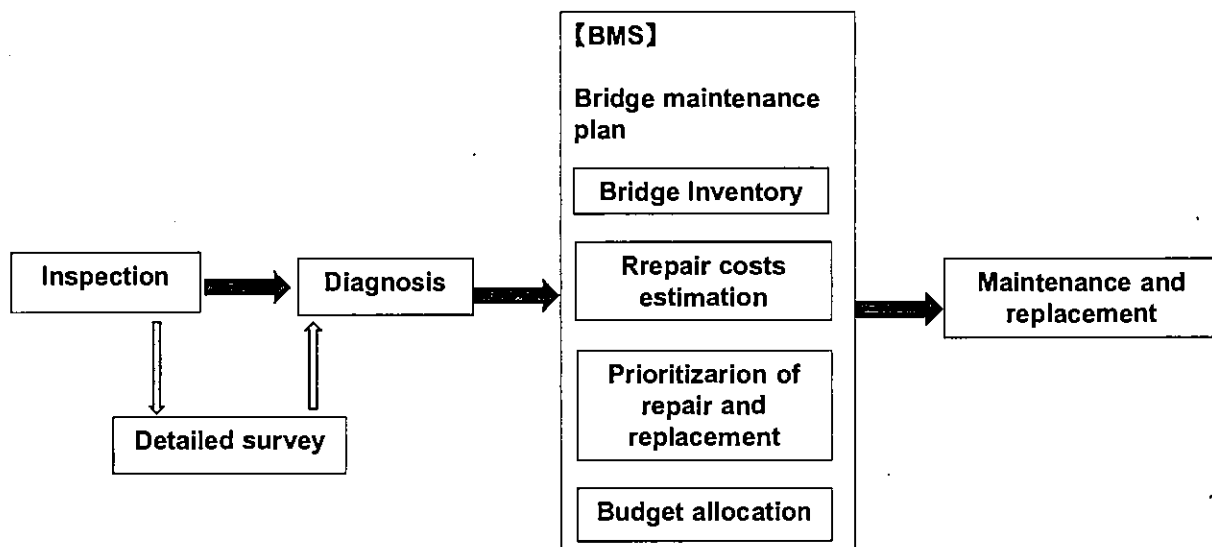 【BMS】
Bridge maintenance
plan
Bridge Inventory
Inspection
Diagnosis
Rrepair costs
estimation
Maintenance and
replacement
Prioritizarion of
repair and
replacement
Detailed survey
Budget allocation